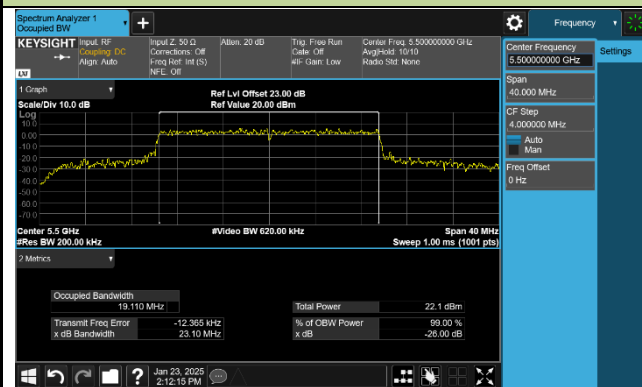 Spectrum Analyzer 1
Occupied BW
Frequency
KEYSIGHT
Input: RF
Coupling: DC
Align: Auto
Input Z: 50 Ω
Corrections: Off
Freq Ref: Int (S)
NFE: Off
Atten: 20 dB
Trig: Free Run
Gate: Off
#IF Gain: Low
Center Freq: 5.500000000 GHz
Avg|Hold: 10/10
Radio Std: None
LXI
Center Frequency
5.500000000 GHz
Settings
Span
40.000 MHz
CF Step
4.000000 MHz
Auto
Man
Freq Offset
0 Hz
1 Graph
Scale/Div 10.0 dB
Ref Lvl Offset 23.00 dB
Ref Value 20.00 dBm
Log
10.0
0.00
-10.0
-20.0
-30.0
-40.0
-50.0
-60.0
-70.0
Center 5.5 GHz
#Res BW 200.00 kHz
#Video BW 620.00 kHz
Span 40 MHz
Sweep 1.00 ms (1001 pts)
2 Metrics
Occupied Bandwidth
19.110 MHz
Total Power 22.1 dBm
Transmit Freq Error -12.365 kHz
% of OBW Power 99.00 %
x dB Bandwidth 23.10 MHz
x dB -26.00 dB
?
Jan 23, 2025
2:12:15 PM